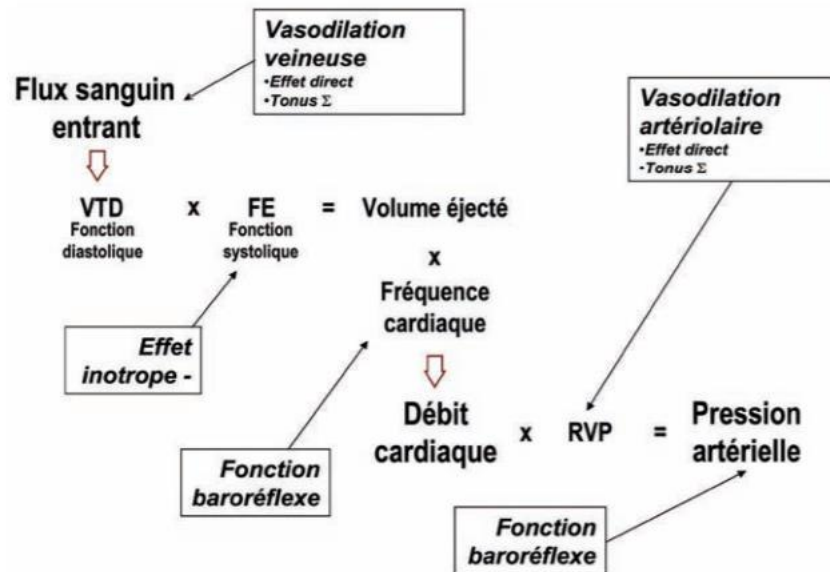 Vasodilation
veineuse
•Effet direct
•Tonus Σ
Flux sanguin
entrant
Vasodilation
artériolaire
•Effet direct
-Tonus Σ
VTD x FE = Volume éjecté
Fonction
diastolique
Fonction
systolique
x
Fréquence
cardiaque
Effet
inotrope -
Débit
cardiaque
x RVP =
Pression
artérielle
Fonction
baroréflexe
Fonction
baroréflexe